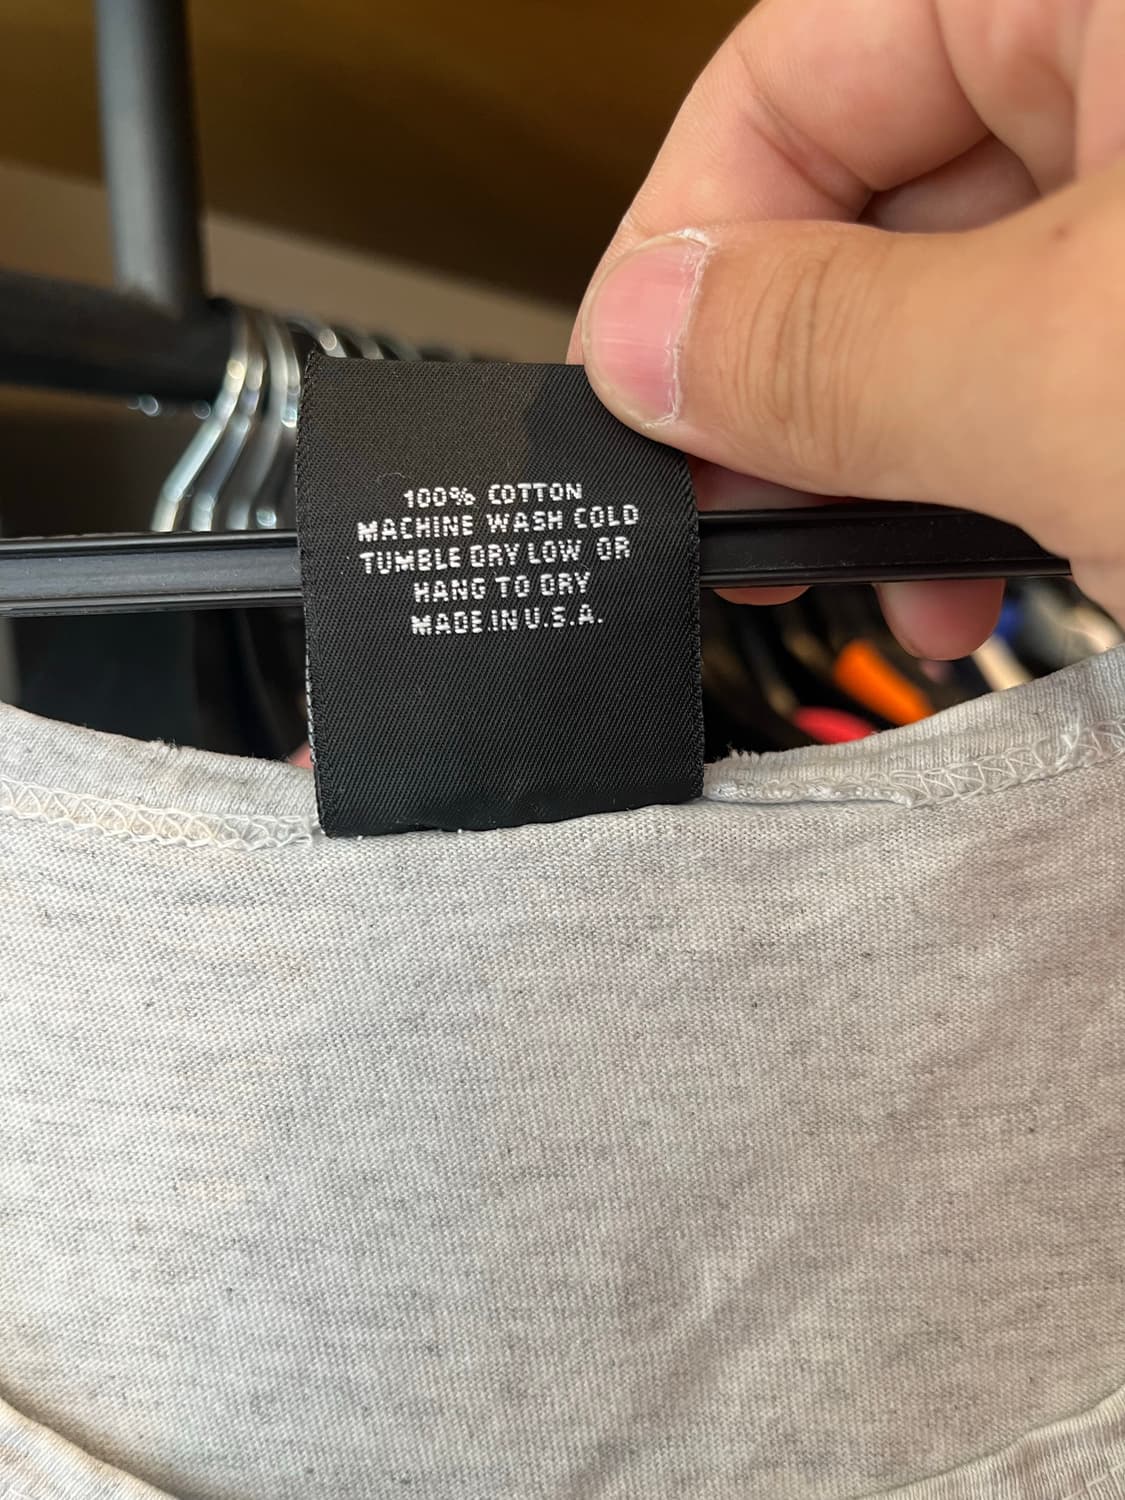 100% COTTON
MACHINE WASH COLD
TUMBLE DRY LOW OR
HANG TO DRY
MADE IN U.S.A.